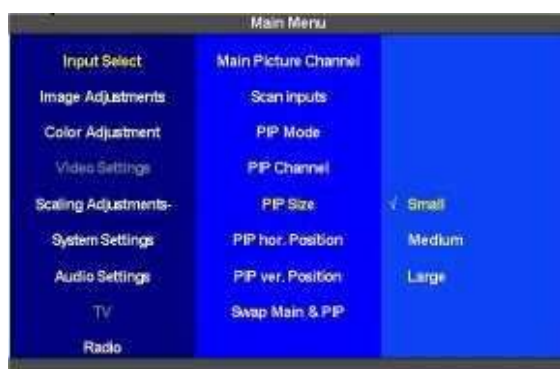 Main Menu
Input Select
Image Adjustments
Color Adjustment
Video Settings
Scaling Adjustments-
System Settings
Audio Settings
TV
Radio
Main Picture Channel
Scan inputs
PIP Mode
PIP Channel
PIP Size
PIP hor. Position
PIP ver. Position
Swap Main & PIP
√ Small
Medium
Large